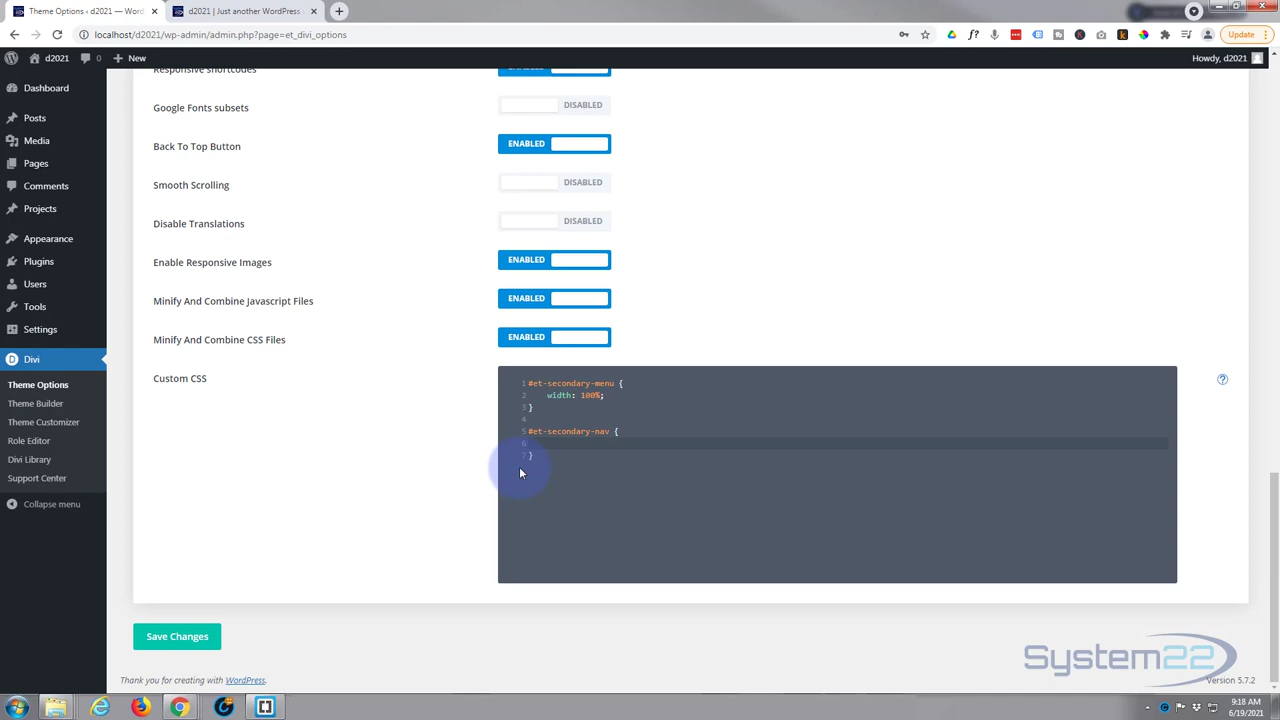 Theme Options ‹ d2021 — Word
d2021 | Just another WordPress s
localhost/d2021/wp-admin/admin.php?page=et_divi_options
Update
d2021
0
New
Howdy, d2021
Dashboard
Posts
Media
Pages
Comments
Projects
Appearance
Plugins
Users
Tools
Settings
Divi
Theme Options
Theme Builder
Theme Customizer
Role Editor
Divi Library
Support Center
Collapse menu
Responsive shortcodes
Google Fonts subsets
DISABLED
Back To Top Button
ENABLED
Smooth Scrolling
DISABLED
Disable Translations
DISABLED
Enable Responsive Images
ENABLED
Minify And Combine Javascript Files
ENABLED
Minify And Combine CSS Files
ENABLED
Custom CSS
1 #et-secondary-menu {
2 width: 100%;
3 }
4
5 #et-secondary-nav {
6
7 }
Save Changes
Thank you for creating with WordPress.
System22
Version 5.7.2
9:18 AM
6/19/2021